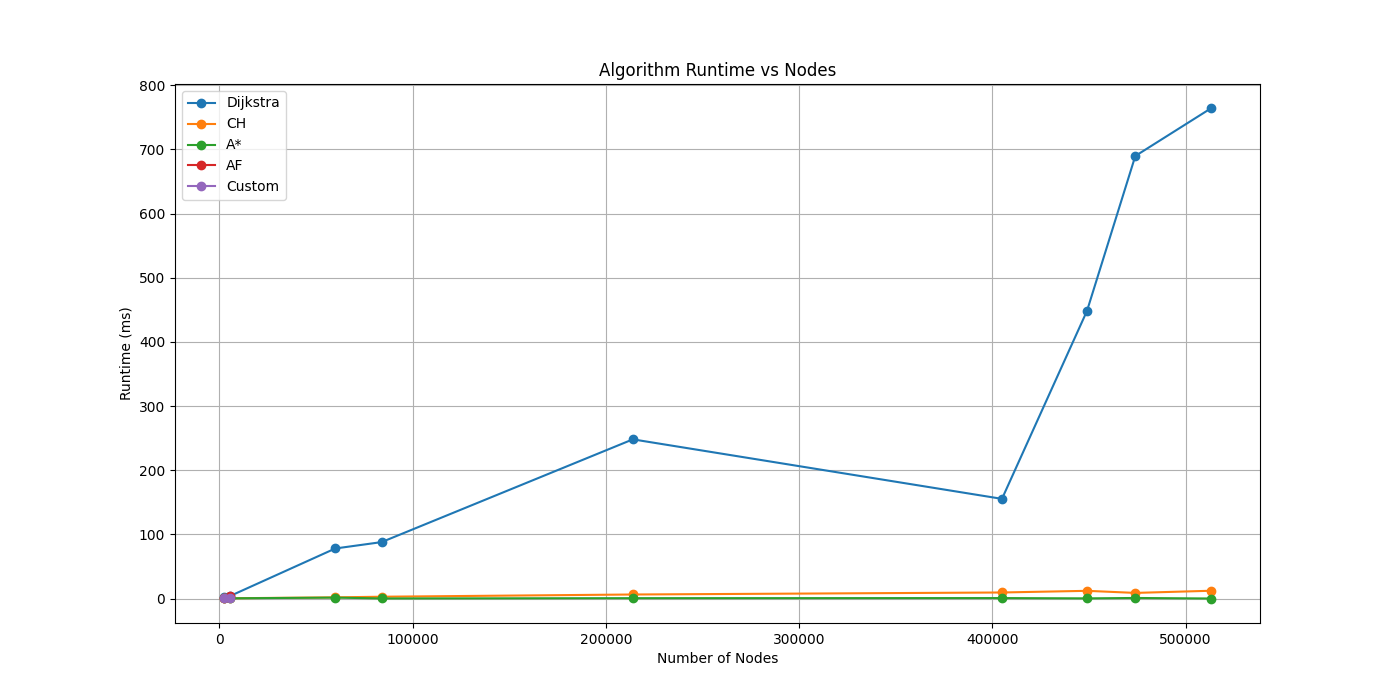 Algorithm Runtime vs Nodes
Dijkstra
CH
A*
AF
Custom
Runtime (ms)
800
700
600
500
400
300
200
100
0
0 100000 200000 300000 400000 500000
Number of Nodes